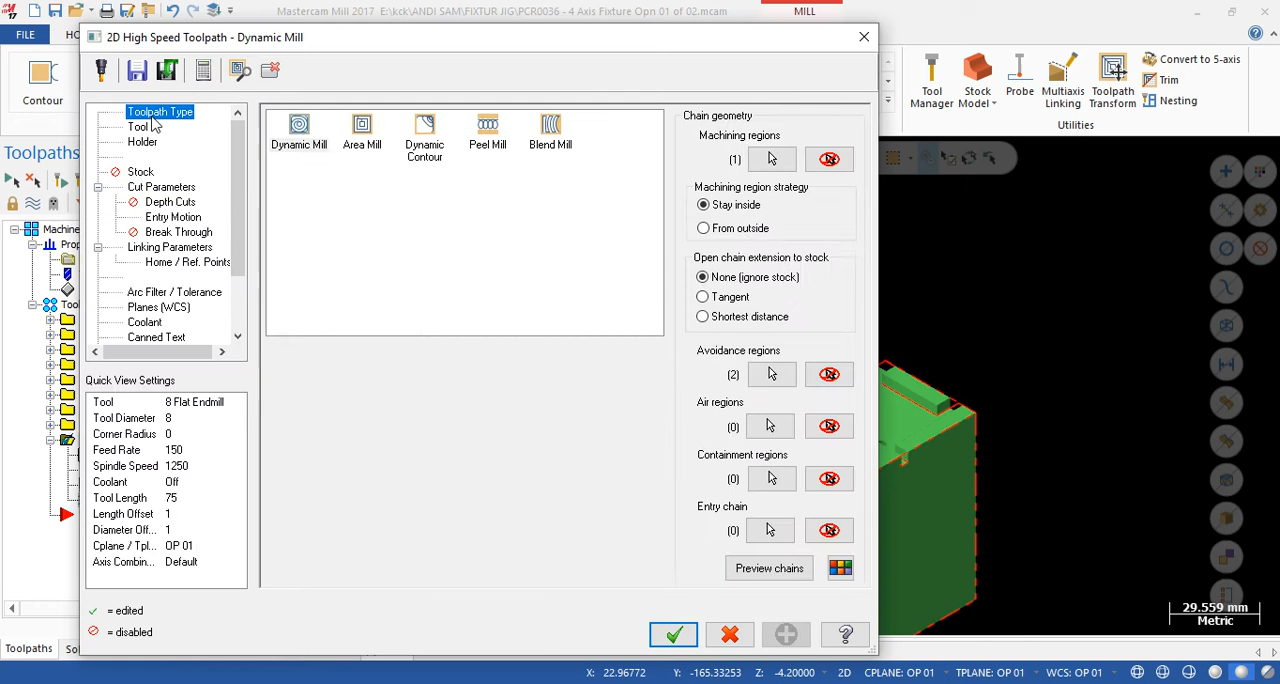 Mastercam Mill 2017 E:\kck\ANDI SAM\FIXTUR JIG\PCR0036 - 4 Axis Fixture Opn 01 of 02.mcam
MILL
17
FILE
HO
2D High Speed Toolpath - Dynamic Mill
Contour
Tool Manager
Stock Model
Probe
Multiaxis Linking
Toolpath Transform
Convert to 5-axis
Trim
Nesting
Utilities
Toolpaths
Toolpath Type
Tool
Holder
Stock
Cut Parameters
Depth Cuts
Entry Motion
Break Through
Linking Parameters
Home / Ref. Points
Arc Filter / Tolerance
Planes (WCS)
Coolant
Canned Text
Machine
Prop
Too
Dynamic Mill
Area Mill
Dynamic Contour
Peel Mill
Blend Mill
Chain geometry
Machining regions
(1)
Machining region strategy
Stay inside
From outside
Open chain extension to stock
None (ignore stock)
Tangent
Shortest distance
Avoidance regions
(2)
Air regions
(0)
Containment regions
(0)
Entry chain
(0)
Preview chains
Quick View Settings
Tool 8 Flat Endmill
Tool Diameter 8
Corner Radius 0
Feed Rate 150
Spindle Speed 1250
Coolant Off
Tool Length 75
Length Offset 1
Diameter Off... 1
Cplane / Tpl... OP 01
Axis Combin... Default
= edited
= disabled
29.559 mm
Metric
Toolpaths
So
X: 22.96772 Y: -165.33253 Z: -4.20000 2D CPLANE: OP 01 TPLANE: OP 01 WCS: OP 01